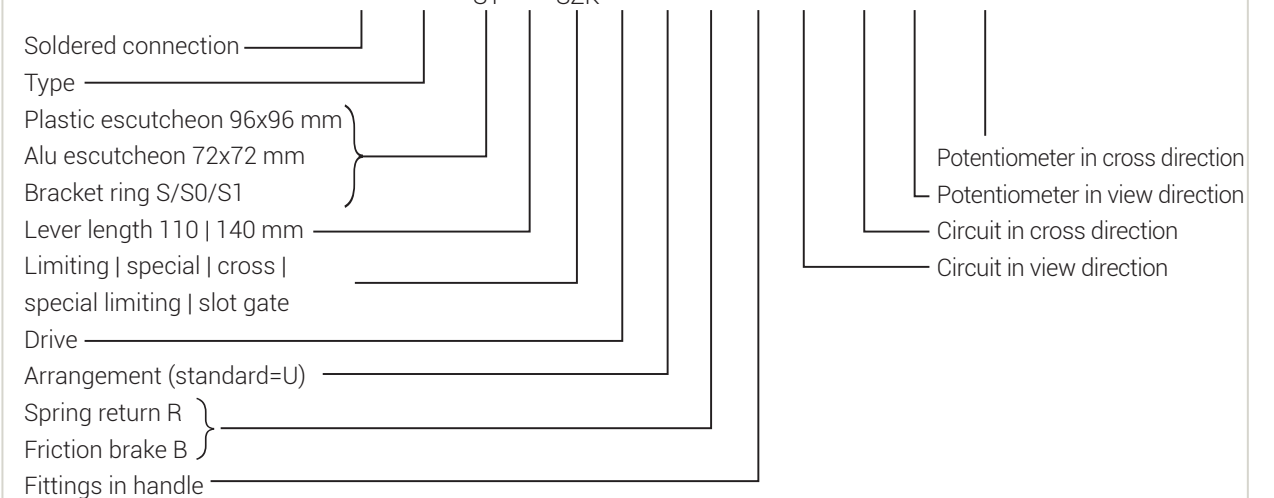 Soldered connection
Type
Plastic escutcheon 96x96 mm
Alu escutcheon 72x72 mm
Bracket ring S/S0/S1
Lever length 110 | 140 mm
Limiting | special | cross |
special limiting | slot gate
Drive
Arrangement (standard=U)
Spring return R
Friction brake B
Fittings in handle
Potentiometer in cross direction
Potentiometer in view direction
Circuit in cross direction
Circuit in view direction